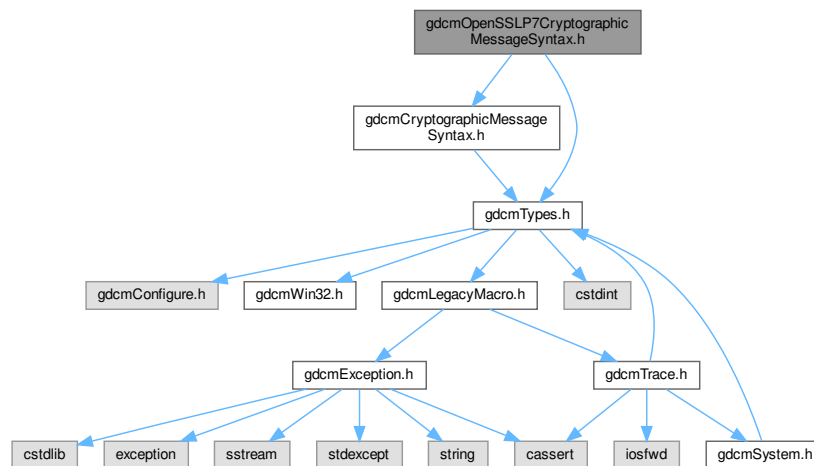 gdcmOpenSSLP7Cryptographic
MessageSyntax.h
gdcmCryptographicMessage
Syntax.h
gdcmTypes.h
gdcmConfigure.h
gdcmWin32.h
gdcmLegacyMacro.h
cstdint
gdcmException.h
gdcmTrace.h
cstdlib
exception
sstream
stdexcept
string
cassert
iosfwd
gdcmSystem.h